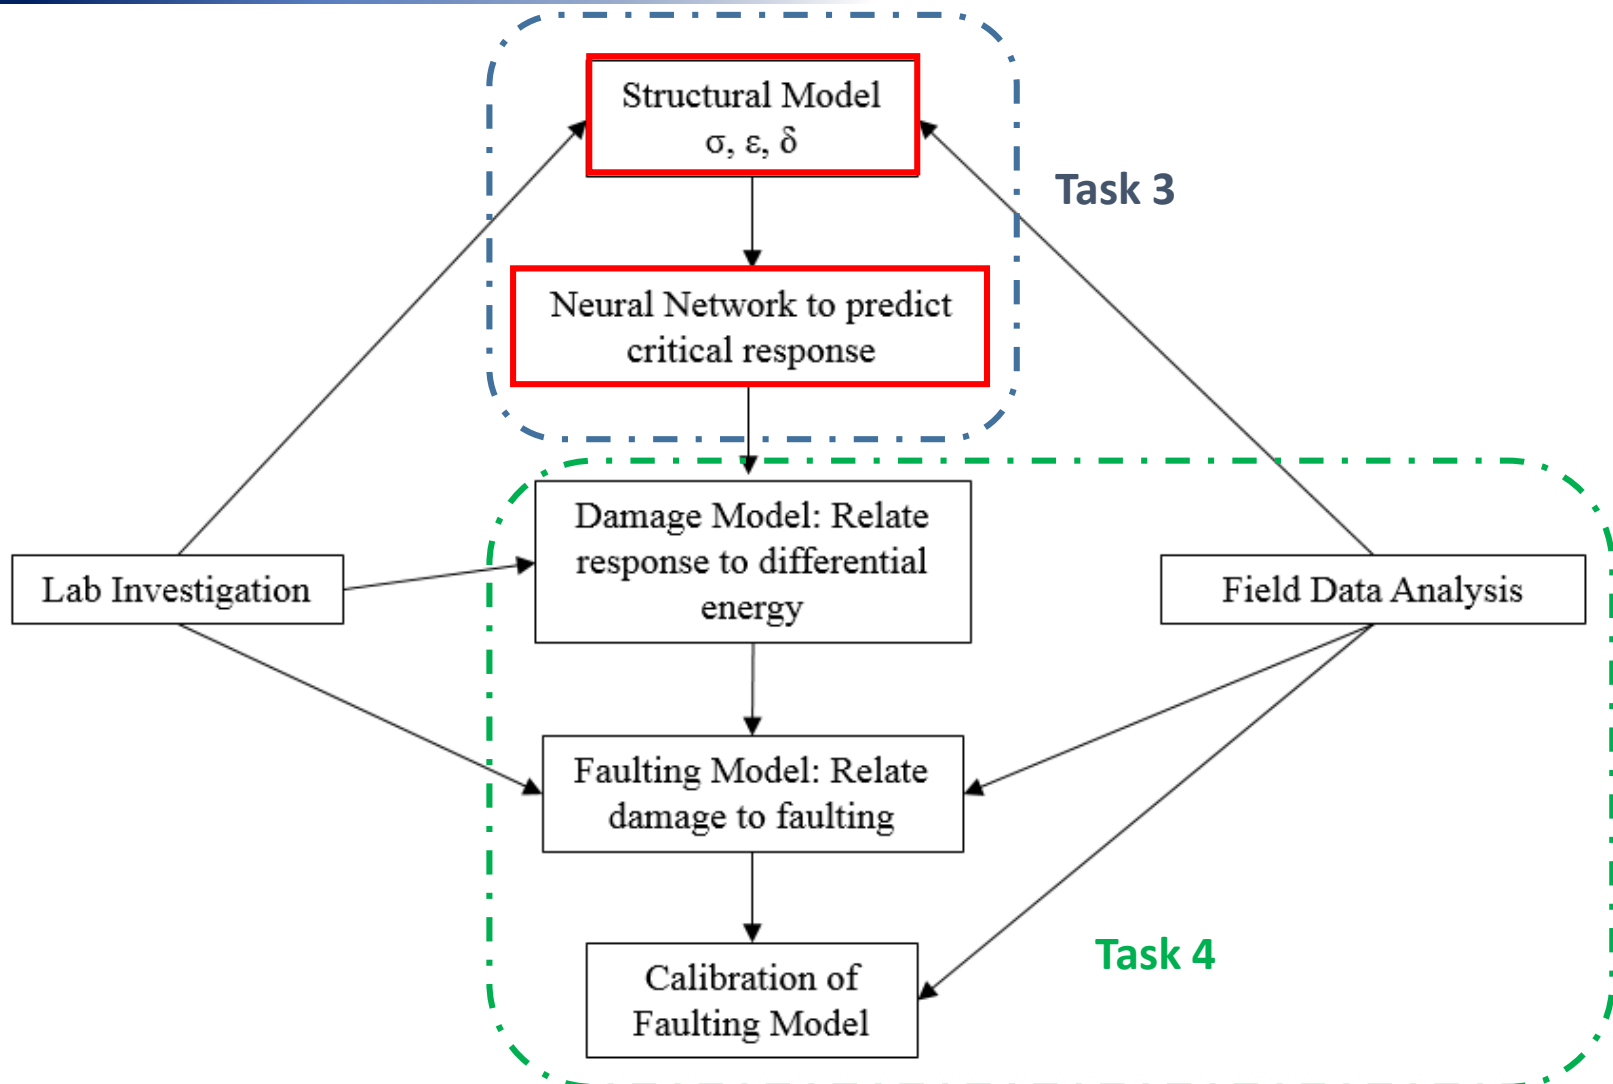 Structural Model
σ, ε, δ
Task 3
Neural Network to predict
critical response
Damage Model: Relate
response to differential
energy
Lab Investigation
Field Data Analysis
Faulting Model: Relate
damage to faulting
Task 4
Calibration of
Faulting Model